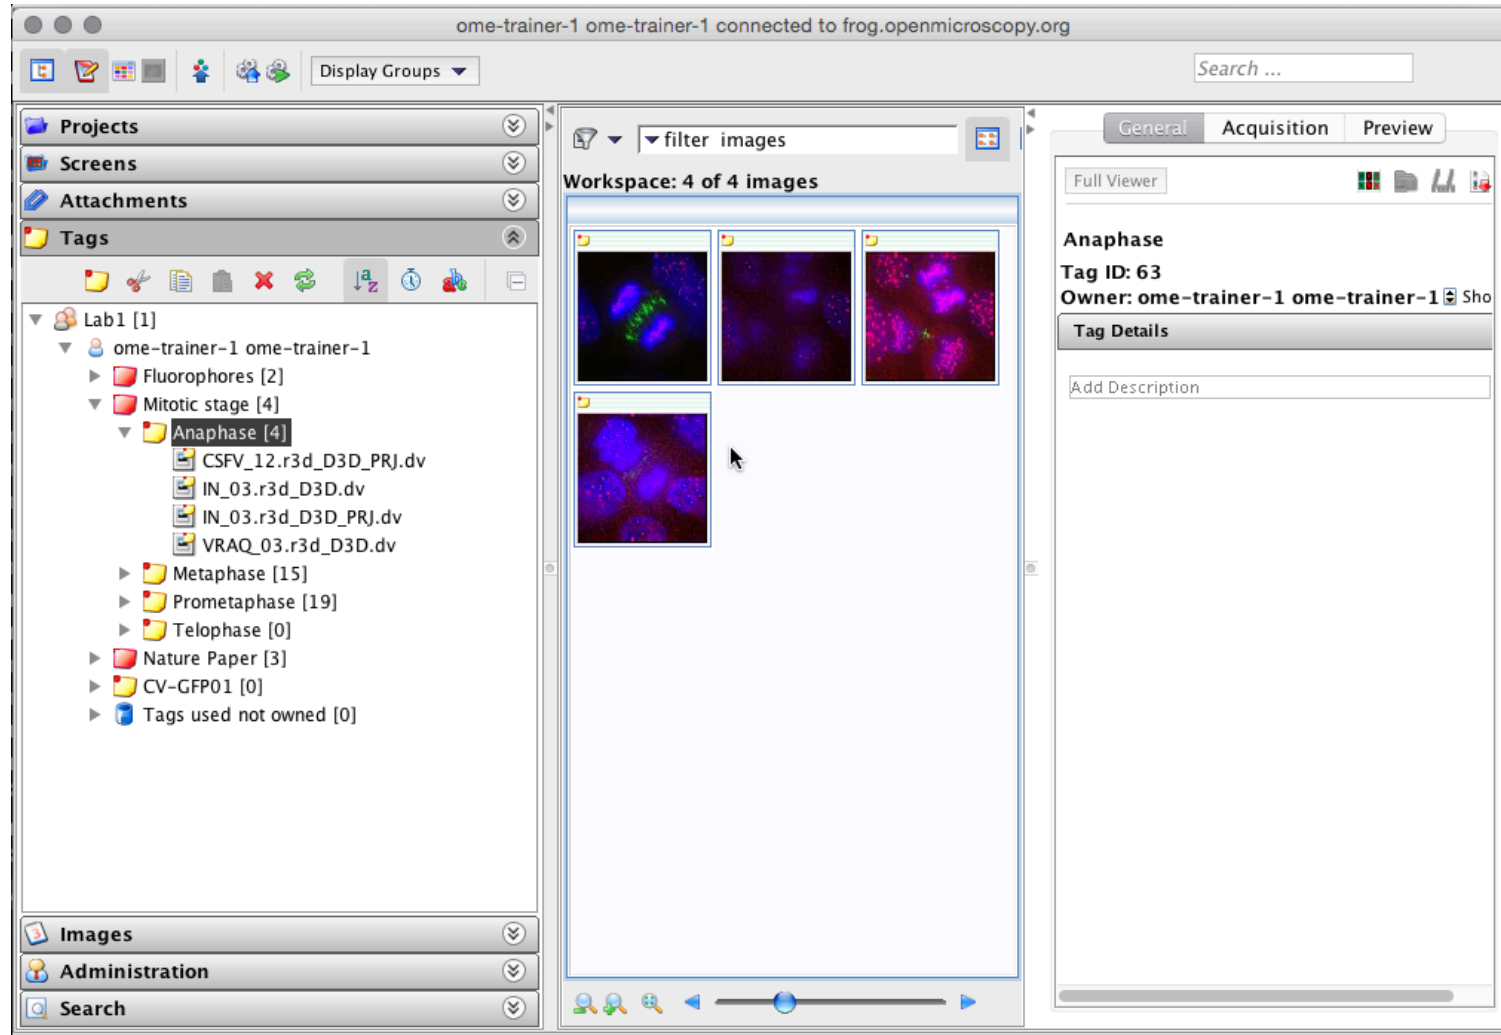 ome-trainer-1 ome-trainer-1 connected to frog.openmicroscopy.org
Display Groups
Search ...
Projects
Screens
Attachments
Tags
Lab1 [1]
ome-trainer-1 ome-trainer-1
Fluorophores [2]
Mitotic stage [4]
Anaphase [4]
CSFV_12.r3d_D3D_PRJ.dv
IN_03.r3d_D3D.dv
IN_03.r3d_D3D_PRJ.dv
VRAQ_03.r3d_D3D.dv
Metaphase [15]
Prometaphase [19]
Telophase [0]
Nature Paper [3]
CV-GFP01 [0]
Tags used not owned [0]
Images
Administration
Search
filter images
Workspace: 4 of 4 images
General Acquisition Preview
Full Viewer
Anaphase
Tag ID: 63
Owner: ome-trainer-1 ome-trainer-1 Sho
Tag Details
Add Description